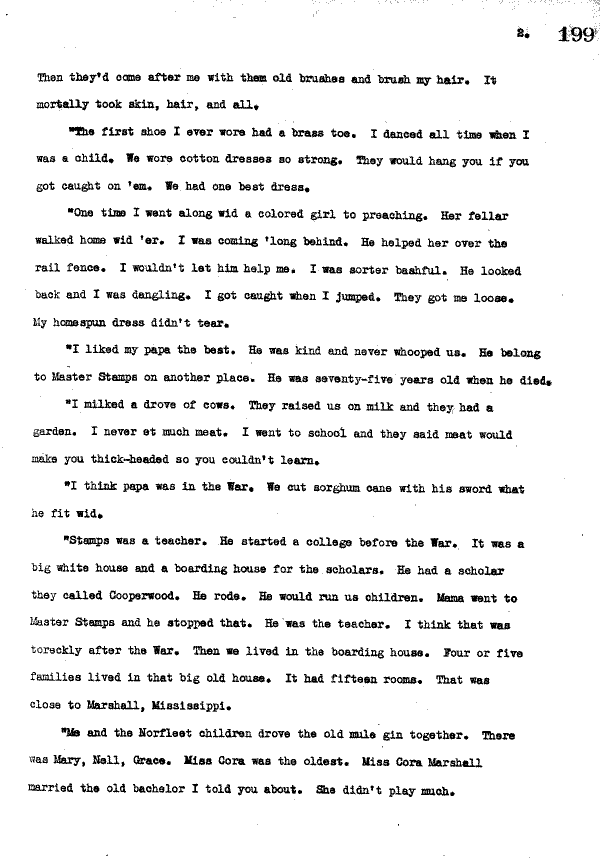 2. 199
Then they'd come after me with them old brushes and brush my hair. It
mortally took skin, hair, and all.
"The first shoe I ever wore had a brass toe. I danced all time when I
was a child. We wore cotton dresses so strong. They would hang you if you
got caught on 'em. We had one best dress.
"One time I went along wid a colored girl to preaching. Her fellar
walked home wid 'er. I was coming 'long behind. He helped her over the
rail fence. I wouldn't let him help me. I was sorter bashful. He looked
back and I was dangling. I got caught when I jumped. They got me loose.
My homespun dress didn't tear.
"I liked my papa the best. He was kind and never whooped us. He belong
to Master Stamps on another place. He was seventy-five years old when he died.
"I milked a drove of cows. They raised us on milk and they had a
garden. I never et much meat. I went to school and they said meat would
make you thick-headed so you couldn't learn.
"I think papa was in the War. We cut sorghum cane with his sword what
he fit wid.
"Stamps was a teacher. He started a college before the War. It was a
big white house and a boarding house for the scholars. He had a scholar
they called Cooperwood. He rode. He would run us children. Mama went to
Master Stamps and he stopped that. He was the teacher. I think that was
toreckly after the War. Then we lived in the boarding house. Four or five
families lived in that big old house. It had fifteen rooms. That was
close to Marshall, Mississippi.
"Me and the Norfleet children drove the old mule gin together. There
was Mary, Nell, Grace. Miss Cora was the oldest. Miss Cora Marshall
married the old bachelor I told you about. She didn't play much.